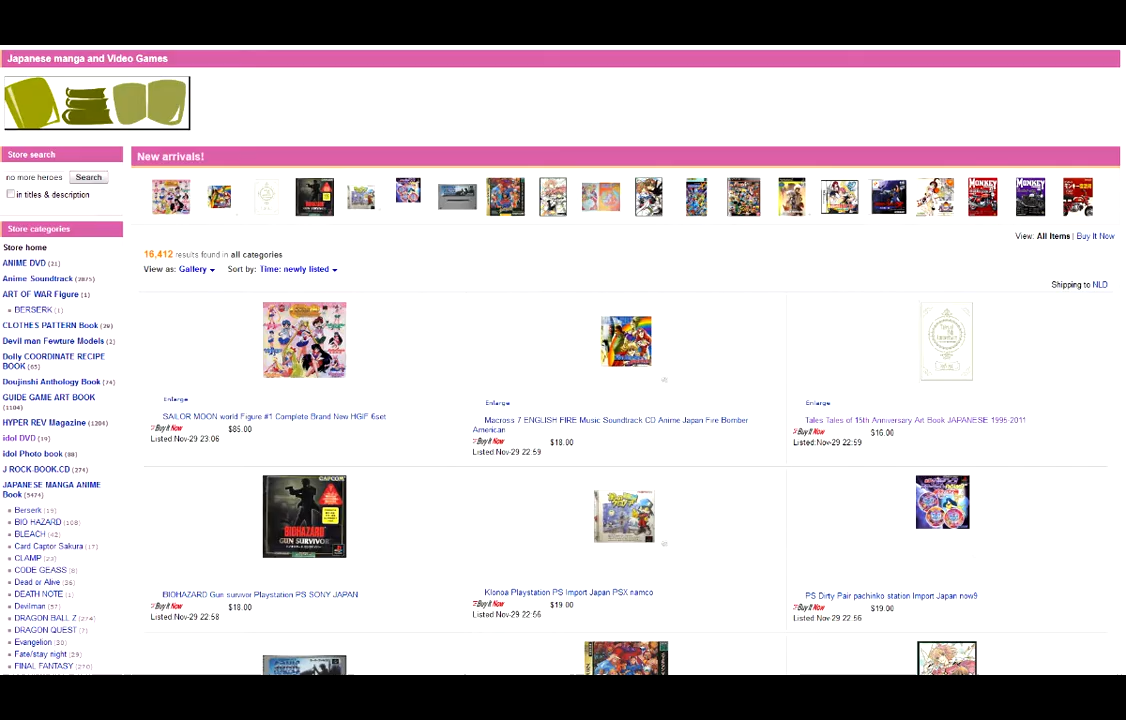 Japanese manga and Video Games
Store search
no more heroes Search
in titles & description
Store categories
Store home
ANIME DVD (21)
Anime Soundtrack (2875)
ART OF WAR Figure (1)
BERSERK (1)
CLOTHES PATTERN Book (29)
Devil man Fewture Models (2)
Dolly COORDINATE RECIPE
BOOK (65)
Doujinshi Anthology Book (74)
GUIDE GAME ART BOOK
(1104)
HYPER REV Magazine (1204)
idol DVD (39)
idol Photo book (88)
J ROCK BOOK.CD (274)
JAPANESE MANGA ANIME
Book (5474)
Berserk (19)
BIO HAZARD (108)
BLEACH (42)
Card Captor Sakura (17)
CLAMP (23)
CODE GEASS (8)
Dead or Alive (56)
DEATH NOTE (1)
Devilman (57)
DRAGON BALL Z (274)
DRAGON QUEST (7)
Evangelion (30)
Fate/stay night (29)
FINAL FANTASY (210)
New arrivals!
View: All Items | Buy It Now
16,412 results found in all categories
View as: Gallery Sort by: Time: newly listed
Shipping to NLD
Enlarge
SAILOR MOON world Figure #1 Complete Brand New HGIF 6set
Buy It Now $85.00
Listed Nov-29 23:06
Enlarge
Macross 7 ENGLISH FIRE Music Soundtrack CD Anime Japan Fire Bomber
American
Buy It Now $18.00
Listed Nov-29 22:59
Enlarge
Tales Tales of 15th Anniversary Art Book JAPANESE 1995-2011
Buy It Now $16.00
Listed Nov-29 22:59
CAPCOM
BIOHAZARD
GUN SURVIVOR
BIOHAZARD Gun survivor Playstation PS SONY JAPAN
Buy It Now $18.00
Listed Nov-29 22:58
Klonoa Playstation PS Import Japan PSX namco
Buy It Now $19.00
Listed Nov-29 22:56
PS Dirty Pair pachinko station Import Japan now9
Buy It Now $19.00
Listed Nov-29 22:56